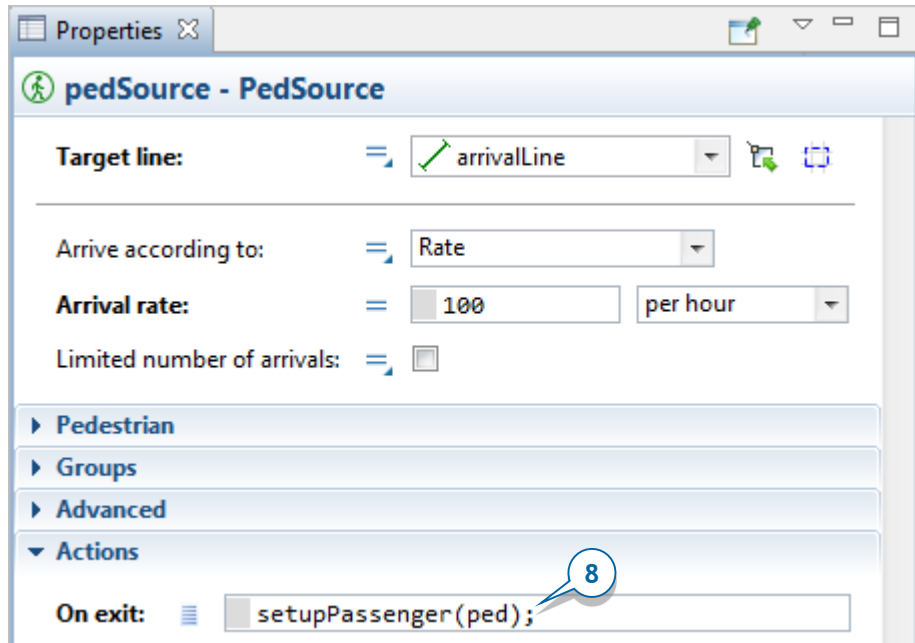 Properties
pedSource - PedSource
Target line: arrivalLine
Arrive according to: Rate
Arrival rate: 100 per hour
Limited number of arrivals:
Pedestrian
Groups
Advanced
Actions
8
On exit: setupPassenger(ped);